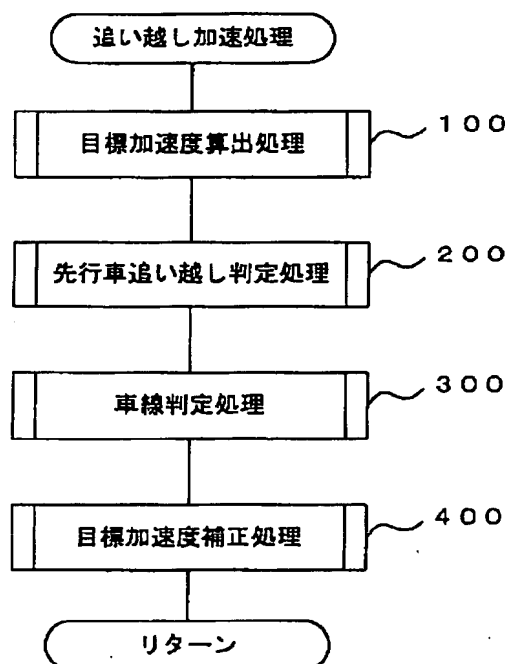 追い越し加速処理
目標加速度算出処理
100
先行車追い越し判定処理
200
車線判定処理
300
目標加速度補正処理
400
リターン